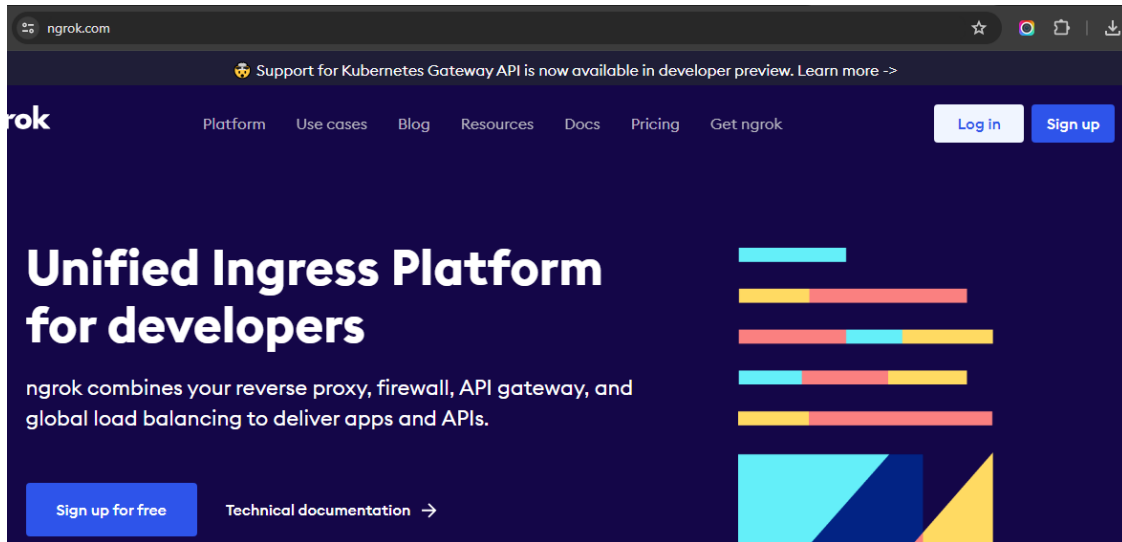 ngrok.com
🤯 Support for Kubernetes Gateway API is now available in developer preview. Learn more ->
rok
Platform Use cases Blog Resources Docs Pricing Get ngrok Log in Sign up
Unified Ingress Platform
for developers
ngrok combines your reverse proxy, firewall, API gateway, and
global load balancing to deliver apps and APIs.
Sign up for free Technical documentation →